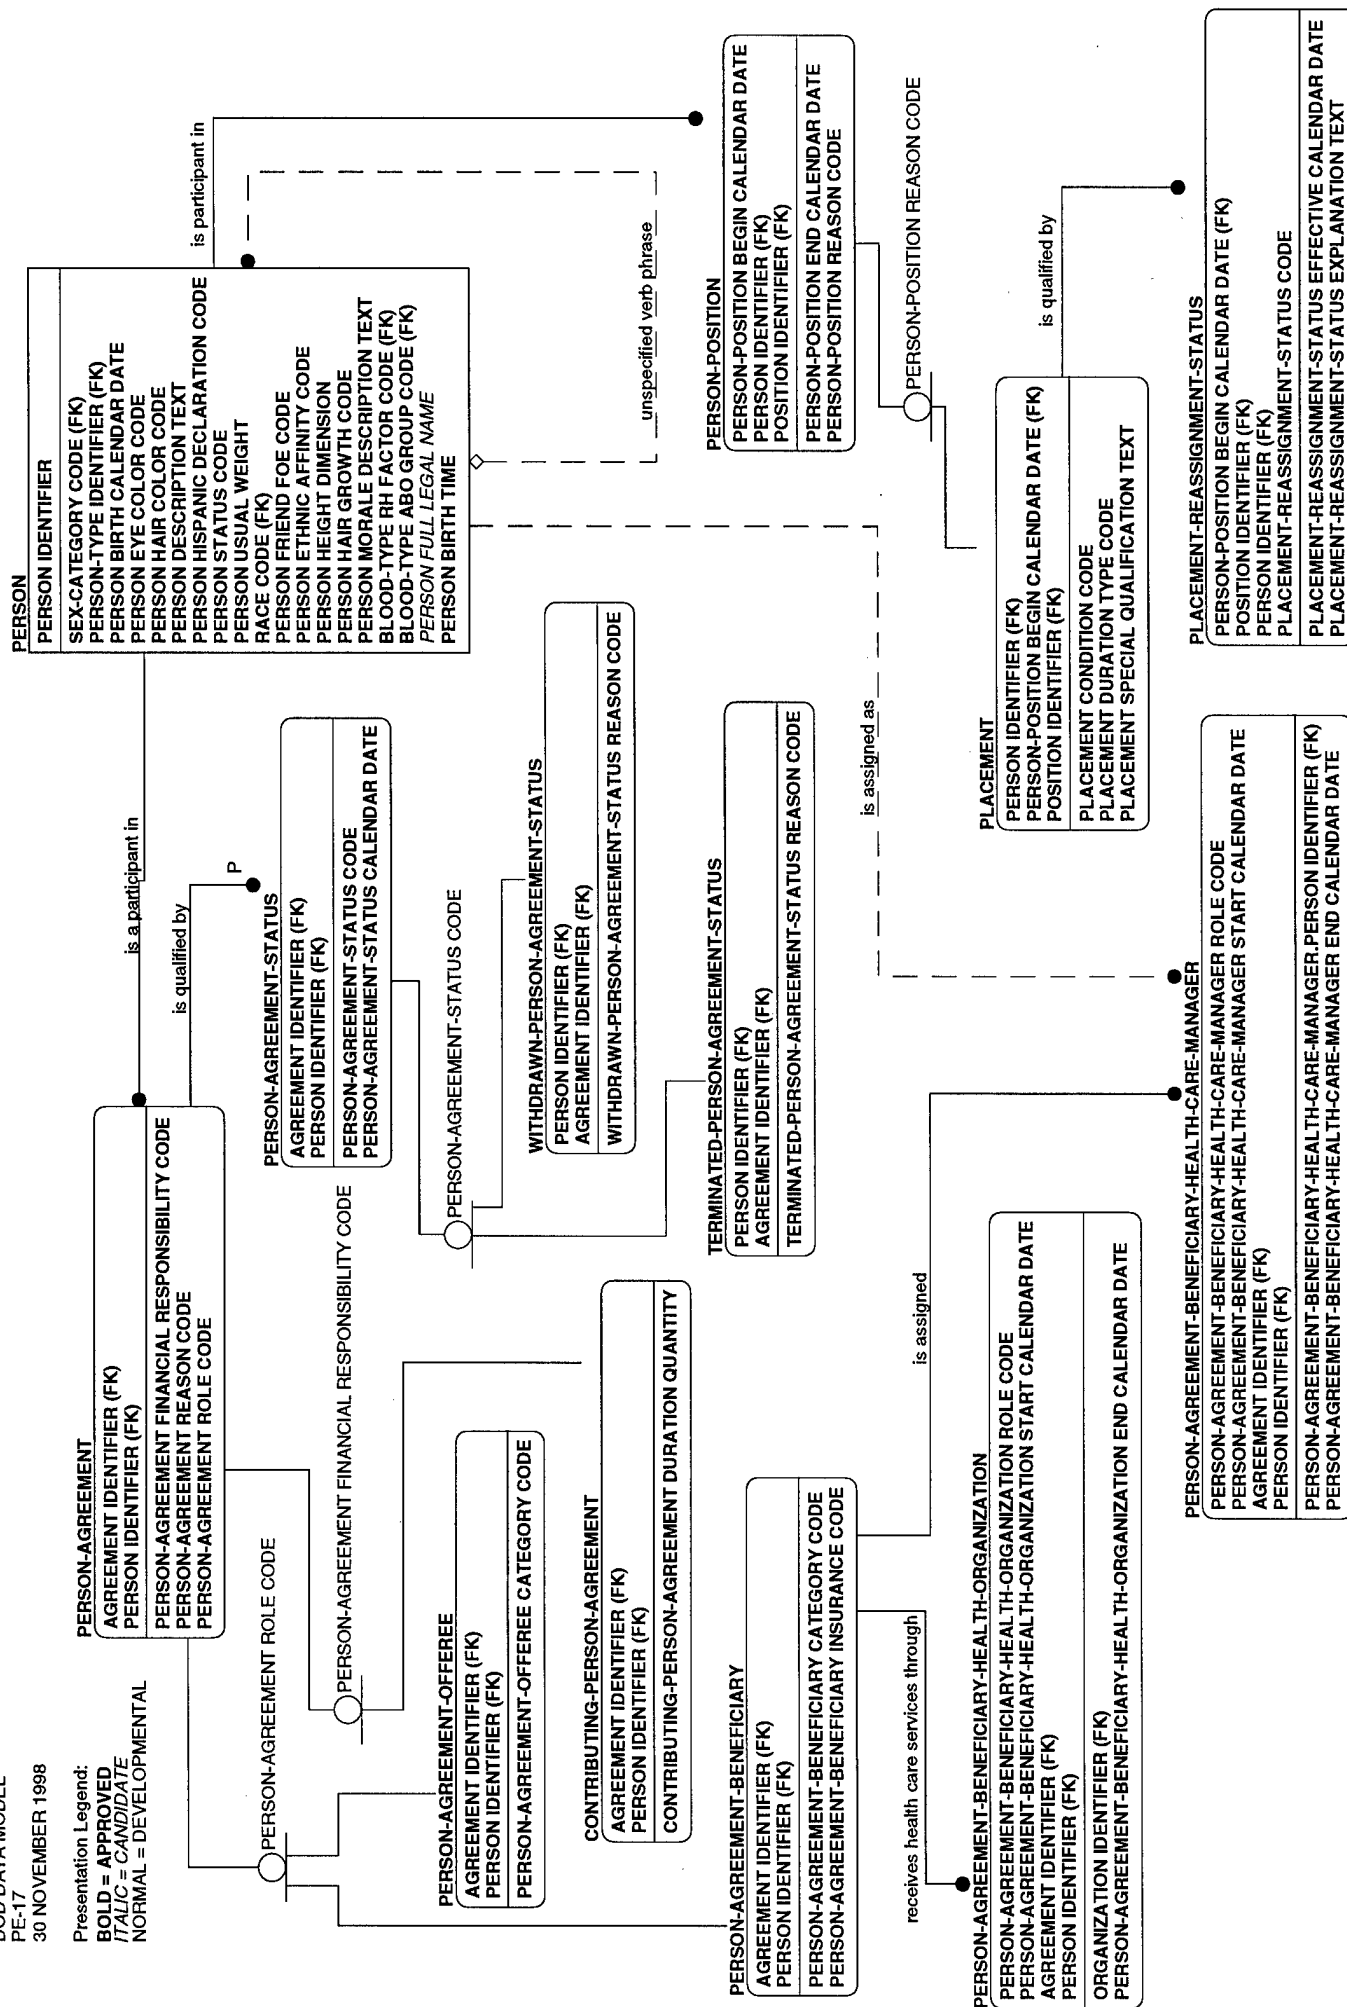 DOD DATA MODEL
PE-17
30 NOVEMBER 1998
Presentation Legend:
BOLD = APPROVED
ITALIC = CANDIDATE
NORMAL = DEVELOPMENTAL
PERSON-AGREEMENT
AGREEMENT IDENTIFIER (FK)
PERSON IDENTIFIER (FK)
PERSON-AGREEMENT FINANCIAL RESPONSIBILITY CODE
PERSON-AGREEMENT REASON CODE
PERSON-AGREEMENT ROLE CODE
is a participant in
is qualified by
P
PERSON
PERSON IDENTIFIER
SEX-CATEGORY CODE (FK)
PERSON-TYPE IDENTIFIER (FK)
PERSON BIRTH CALENDAR DATE
PERSON EYE COLOR CODE
PERSON HAIR COLOR CODE
PERSON DESCRIPTION TEXT
PERSON HISPANIC DECLARATION CODE
PERSON STATUS CODE
PERSON USUAL WEIGHT
RACE CODE (FK)
PERSON FRIEND FOE CODE
PERSON ETHNIC AFFINITY CODE
PERSON HEIGHT DIMENSION
PERSON HAIR GROWTH CODE
PERSON MORALE DESCRIPTION TEXT
BLOOD-TYPE RH FACTOR CODE (FK)
BLOOD-TYPE ABO GROUP CODE (FK)
PERSON FULL LEGAL NAME
PERSON BIRTH TIME
is participant in
unspecified verb phrase
PERSON-AGREEMENT ROLE CODE
PERSON-AGREEMENT FINANCIAL RESPONSIBILITY CODE
PERSON-AGREEMENT-STATUS
AGREEMENT IDENTIFIER (FK)
PERSON IDENTIFIER (FK)
PERSON-AGREEMENT-STATUS CODE
PERSON-AGREEMENT-STATUS CALENDAR DATE
PERSON-AGREEMENT-STATUS CODE
PERSON-AGREEMENT-OFFEREE
AGREEMENT IDENTIFIER (FK)
PERSON IDENTIFIER (FK)
PERSON-AGREEMENT-OFFEREE CATEGORY CODE
WITHDRAWN-PERSON-AGREEMENT-STATUS
PERSON IDENTIFIER (FK)
AGREEMENT IDENTIFIER (FK)
WITHDRAWN-PERSON-AGREEMENT-STATUS REASON CODE
CONTRIBUTING-PERSON-AGREEMENT
AGREEMENT IDENTIFIER (FK)
PERSON IDENTIFIER (FK)
CONTRIBUTING-PERSON-AGREEMENT DURATION QUANTITY
TERMINATED-PERSON-AGREEMENT-STATUS
PERSON IDENTIFIER (FK)
AGREEMENT IDENTIFIER (FK)
TERMINATED-PERSON-AGREEMENT-STATUS REASON CODE
PERSON-POSITION
PERSON-POSITION BEGIN CALENDAR DATE
PERSON IDENTIFIER (FK)
POSITION IDENTIFIER (FK)
PERSON-POSITION END CALENDAR DATE
PERSON-POSITION REASON CODE
PERSON-POSITION REASON CODE
PERSON-AGREEMENT-BENEFICIARY
AGREEMENT IDENTIFIER (FK)
PERSON IDENTIFIER (FK)
PERSON-AGREEMENT-BENEFICIARY CATEGORY CODE
PERSON-AGREEMENT-BENEFICIARY INSURANCE CODE
is assigned as
receives health care services through
is assigned
PLACEMENT
PERSON IDENTIFIER (FK)
PERSON-POSITION BEGIN CALENDAR DATE (FK)
POSITION IDENTIFIER (FK)
PLACEMENT CONDITION CODE
PLACEMENT DURATION TYPE CODE
PLACEMENT SPECIAL QUALIFICATION TEXT
is qualified by
PERSON-AGREEMENT-BENEFICIARY-HEALTH-ORGANIZATION
PERSON-AGREEMENT-BENEFICIARY-HEALTH-ORGANIZATION ROLE CODE
PERSON-AGREEMENT-BENEFICIARY-HEALTH-ORGANIZATION START CALENDAR DATE
AGREEMENT IDENTIFIER (FK)
PERSON IDENTIFIER (FK)
ORGANIZATION IDENTIFIER (FK)
PERSON-AGREEMENT-BENEFICIARY-HEALTH-ORGANIZATION END CALENDAR DATE
PERSON-AGREEMENT-BENEFICIARY-HEALTH-CARE-MANAGER
PERSON-AGREEMENT-BENEFICIARY-HEALTH-CARE-MANAGER ROLE CODE
PERSON-AGREEMENT-BENEFICIARY-HEALTH-CARE-MANAGER START CALENDAR DATE
AGREEMENT IDENTIFIER (FK)
PERSON IDENTIFIER (FK)
PERSON-AGREEMENT-BENEFICIARY-HEALTH-CARE-MANAGER.PERSON IDENTIFIER (FK)
PERSON-AGREEMENT-BENEFICIARY-HEALTH-CARE-MANAGER END CALENDAR DATE
PLACEMENT-REASSIGNMENT-STATUS
PERSON-POSITION BEGIN CALENDAR DATE (FK)
POSITION IDENTIFIER (FK)
PERSON IDENTIFIER (FK)
PLACEMENT-REASSIGNMENT-STATUS CODE
PLACEMENT-REASSIGNMENT-STATUS EFFECTIVE CALENDAR DATE
PLACEMENT-REASSIGNMENT-STATUS EXPLANATION TEXT